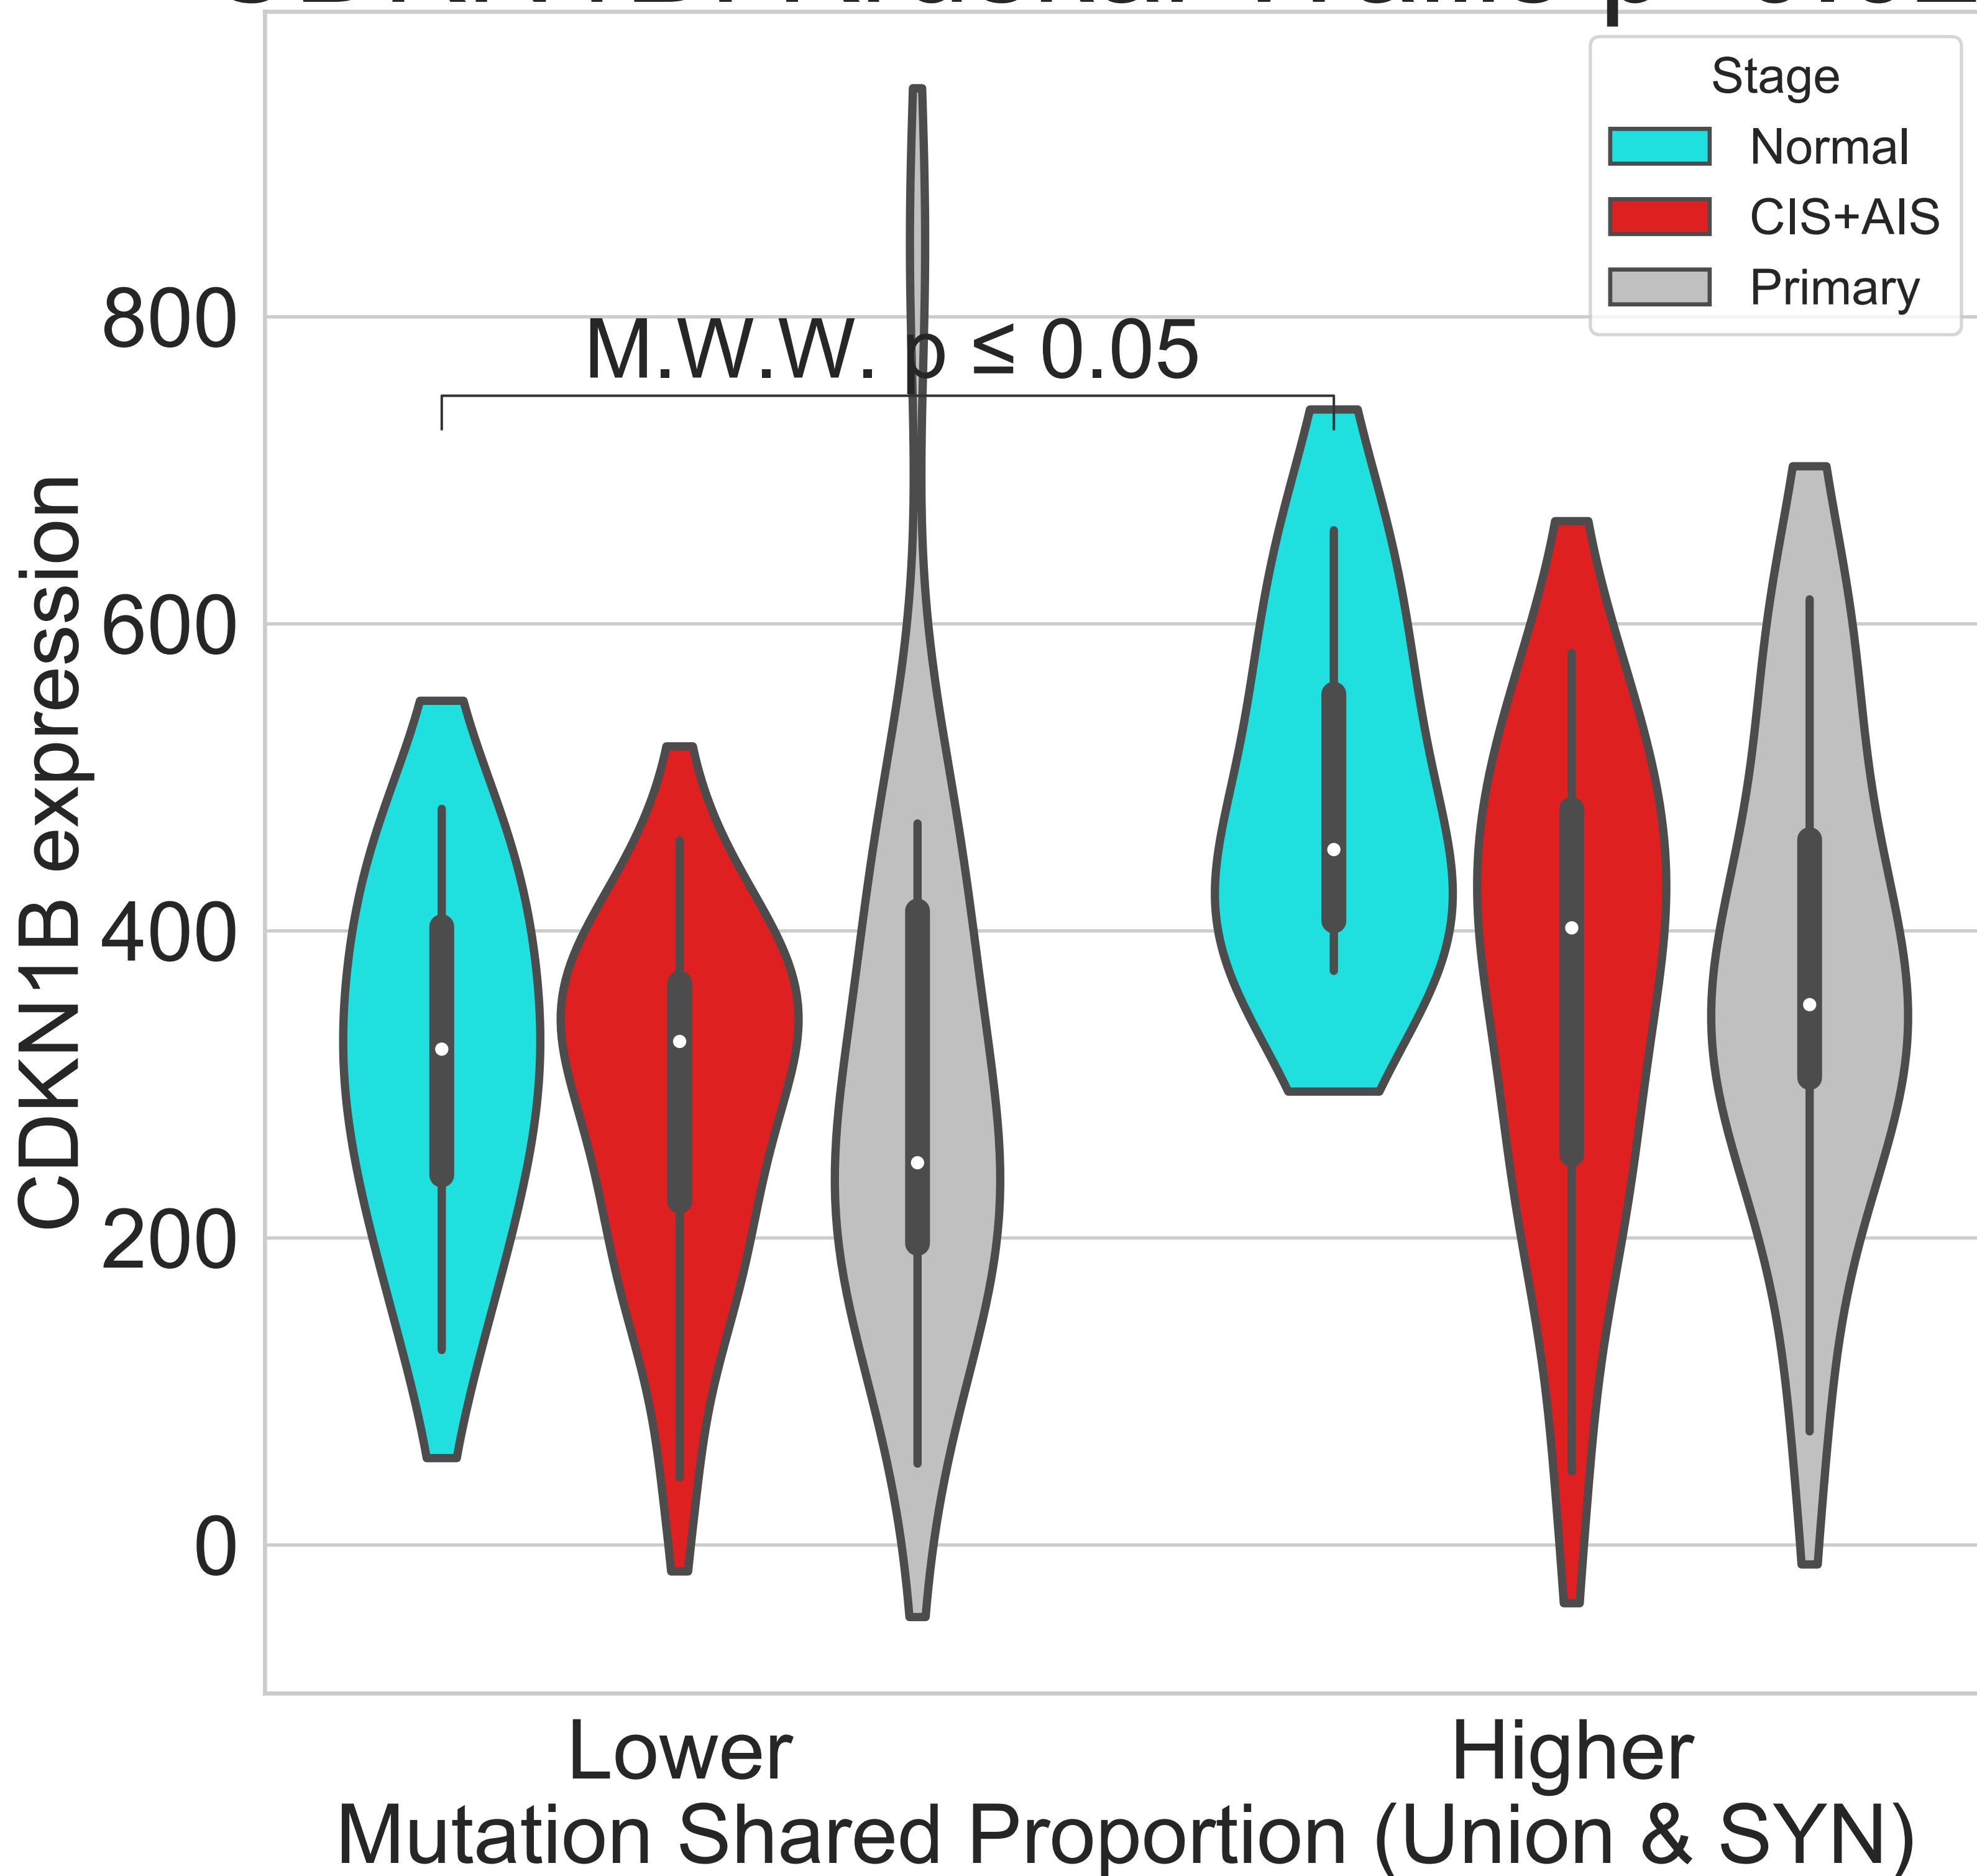 Stage
Normal
CIS+AIS
Primary
M.W.W. p ≤ 0.05
800
600
400
200
0
CDKN1B expression
Lower
Higher
Mutation Shared Proportion (Union & SYN)